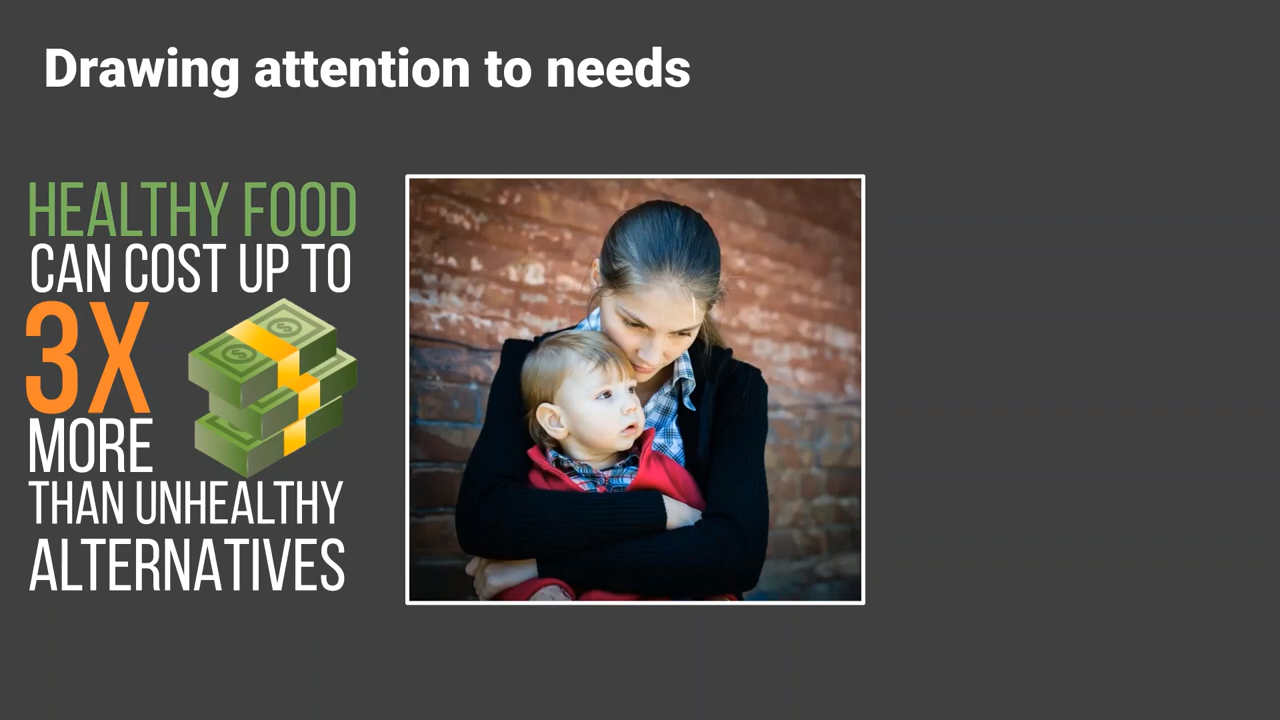 Drawing attention to needs
HEALTHY FOOD
CAN COST UP TO
3X
MORE
THAN UNHEALTHY
ALTERNATIVES